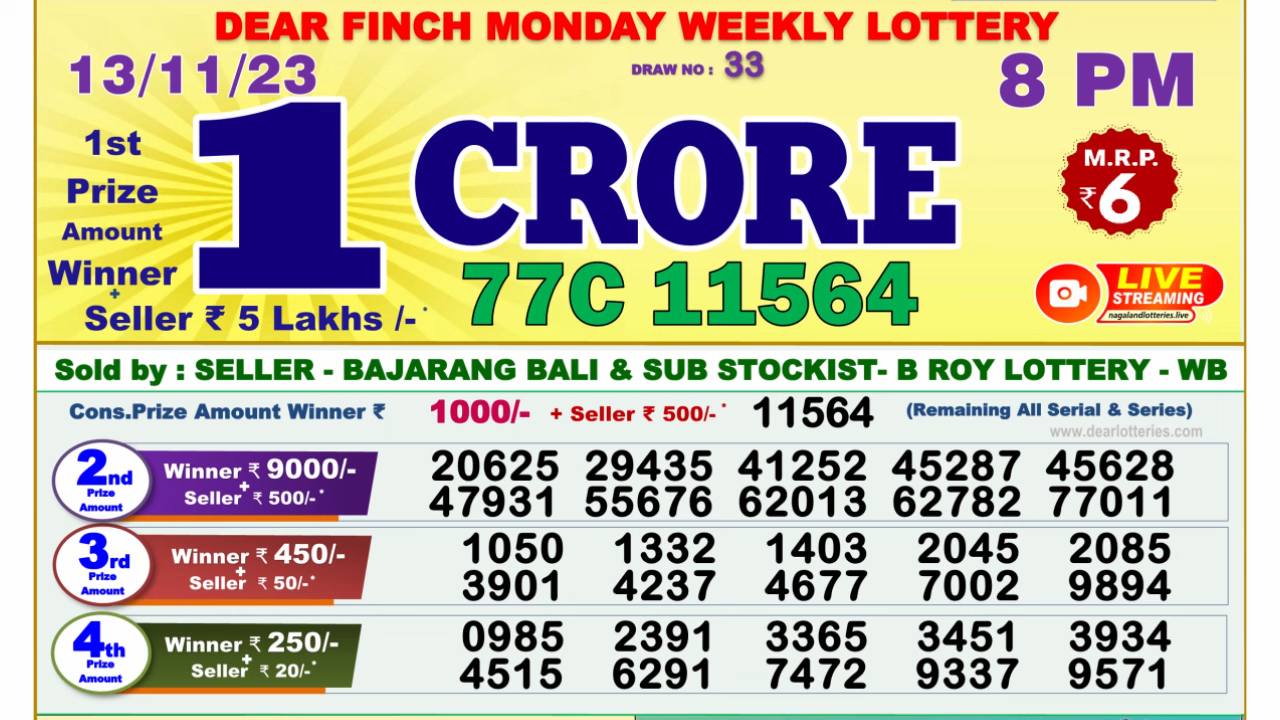 DEAR FINCH MONDAY WEEKLY LOTTERY
13/11/23
DRAW NO : 33
8 PM
1st
Prize
Amount
Winner
+
Seller ₹ 5 Lakhs /-*
1 CRORE
77C 11564
M.R.P.
₹6
LIVE
STREAMING
nagalandlotteries.live
Sold by : SELLER - BAJARANG BALI & SUB STOCKIST- B ROY LOTTERY - WB
Cons.Prize Amount Winner ₹ 1000/- + Seller ₹ 500/-* 11564 (Remaining All Serial & Series)
www.dearlotteries.com
2nd
Prize
Amount
Winner ₹ 9000/-
+
Seller ₹ 500/-*
20625 29435 41252 45287 45628
47931 55676 62013 62782 77011
3rd
Prize
Amount
Winner ₹ 450/-
+
Seller ₹ 50/-*
1050 1332 1403 2045 2085
3901 4237 4677 7002 9894
4th
Prize
Amount
Winner ₹ 250/-
+
Seller ₹ 20/-*
0985 2391 3365 3451 3934
4515 6291 7472 9337 9571